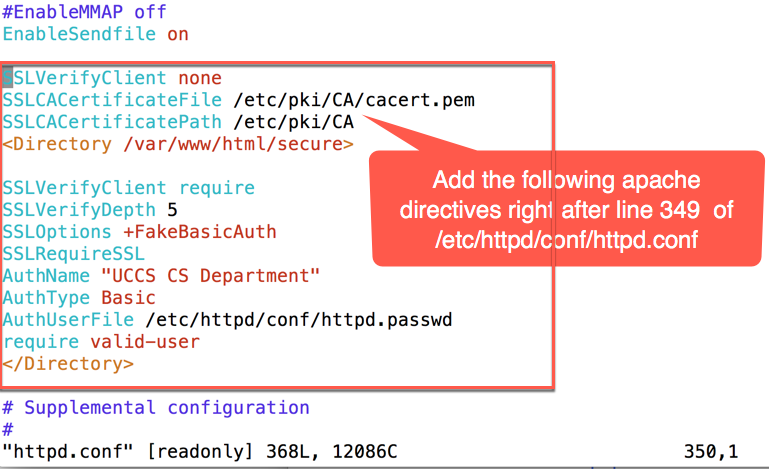 #EnableMMAP off
EnableSendfile on
SSLVerifyClient none
SSLCACertificateFile /etc/pki/CA/cacert.pem
SSLCACertificatePath /etc/pki/CA
<Directory /var/www/html/secure>
Add the following apache
directives right after line 349 of
/etc/httpd/conf/httpd.conf
SSLVerifyClient require
SSLVerifyDepth 5
SSLOptions +FakeBasicAuth
SSLRequireSSL
AuthName "UCCS CS Department"
AuthType Basic
AuthUserFile /etc/httpd/conf/httpd.passwd
require valid-user
</Directory>
# Supplemental configuration
#
"httpd.conf" [readonly] 368L, 12086C 350,1